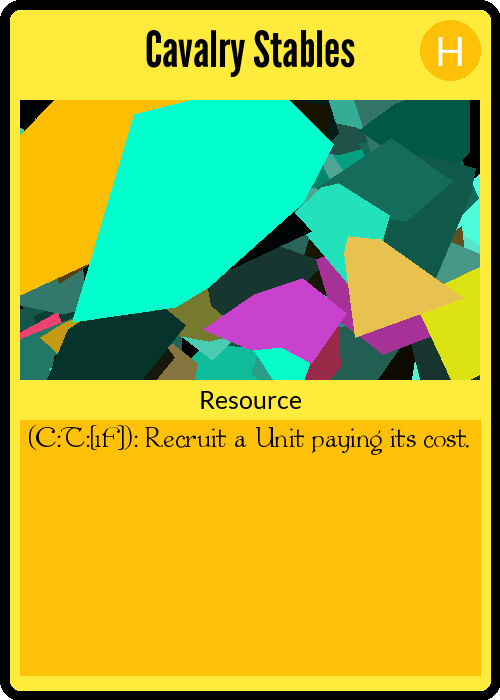 Cavalry Stables
H
Resource
(C:T:[1F]): Recruit a Unit paying its cost.